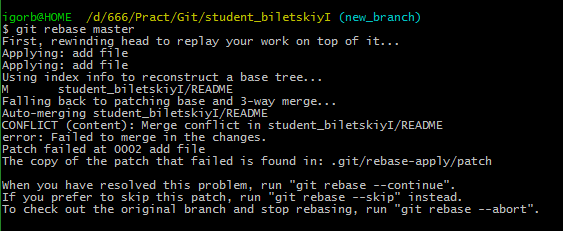 igorb@HOME /d/666/Pract/Git/student_biletskiyI (new_branch)
$ git rebase master
First, rewinding head to replay your work on top of it...
Applying: add file
Applying: add file
Using index info to reconstruct a base tree...
M       student_biletskiyI/README
Falling back to patching base and 3-way merge...
Auto-merging student_biletskiyI/README
CONFLICT (content): Merge conflict in student_biletskiyI/README
error: Failed to merge in the changes.
Patch failed at 0002 add file
The copy of the patch that failed is found in: .git/rebase-apply/patch

When you have resolved this problem, run "git rebase --continue".
If you prefer to skip this patch, run "git rebase --skip" instead.
To check out the original branch and stop rebasing, run "git rebase --abort".